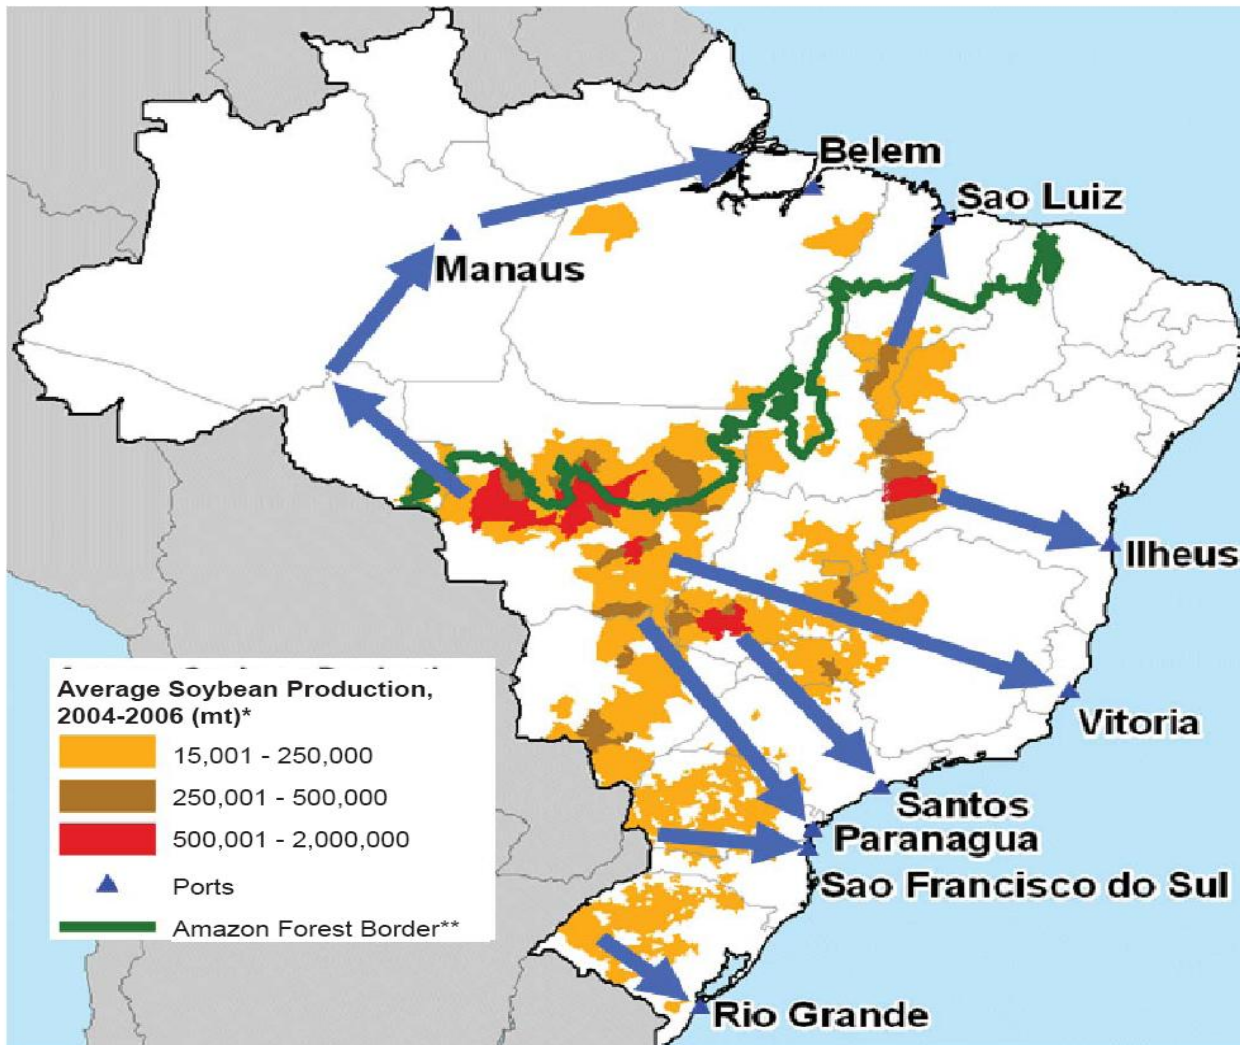 Belem
Sao Luiz
Manaus
Ilheus
Vitoria
Santos
Paranagua
Sao Francisco do Sul
Rio Grande
Average Soybean Production,
2004-2006 (mt)*
15,001 - 250,000
250,001 - 500,000
500,001 - 2,000,000
Ports
Amazon Forest Border**